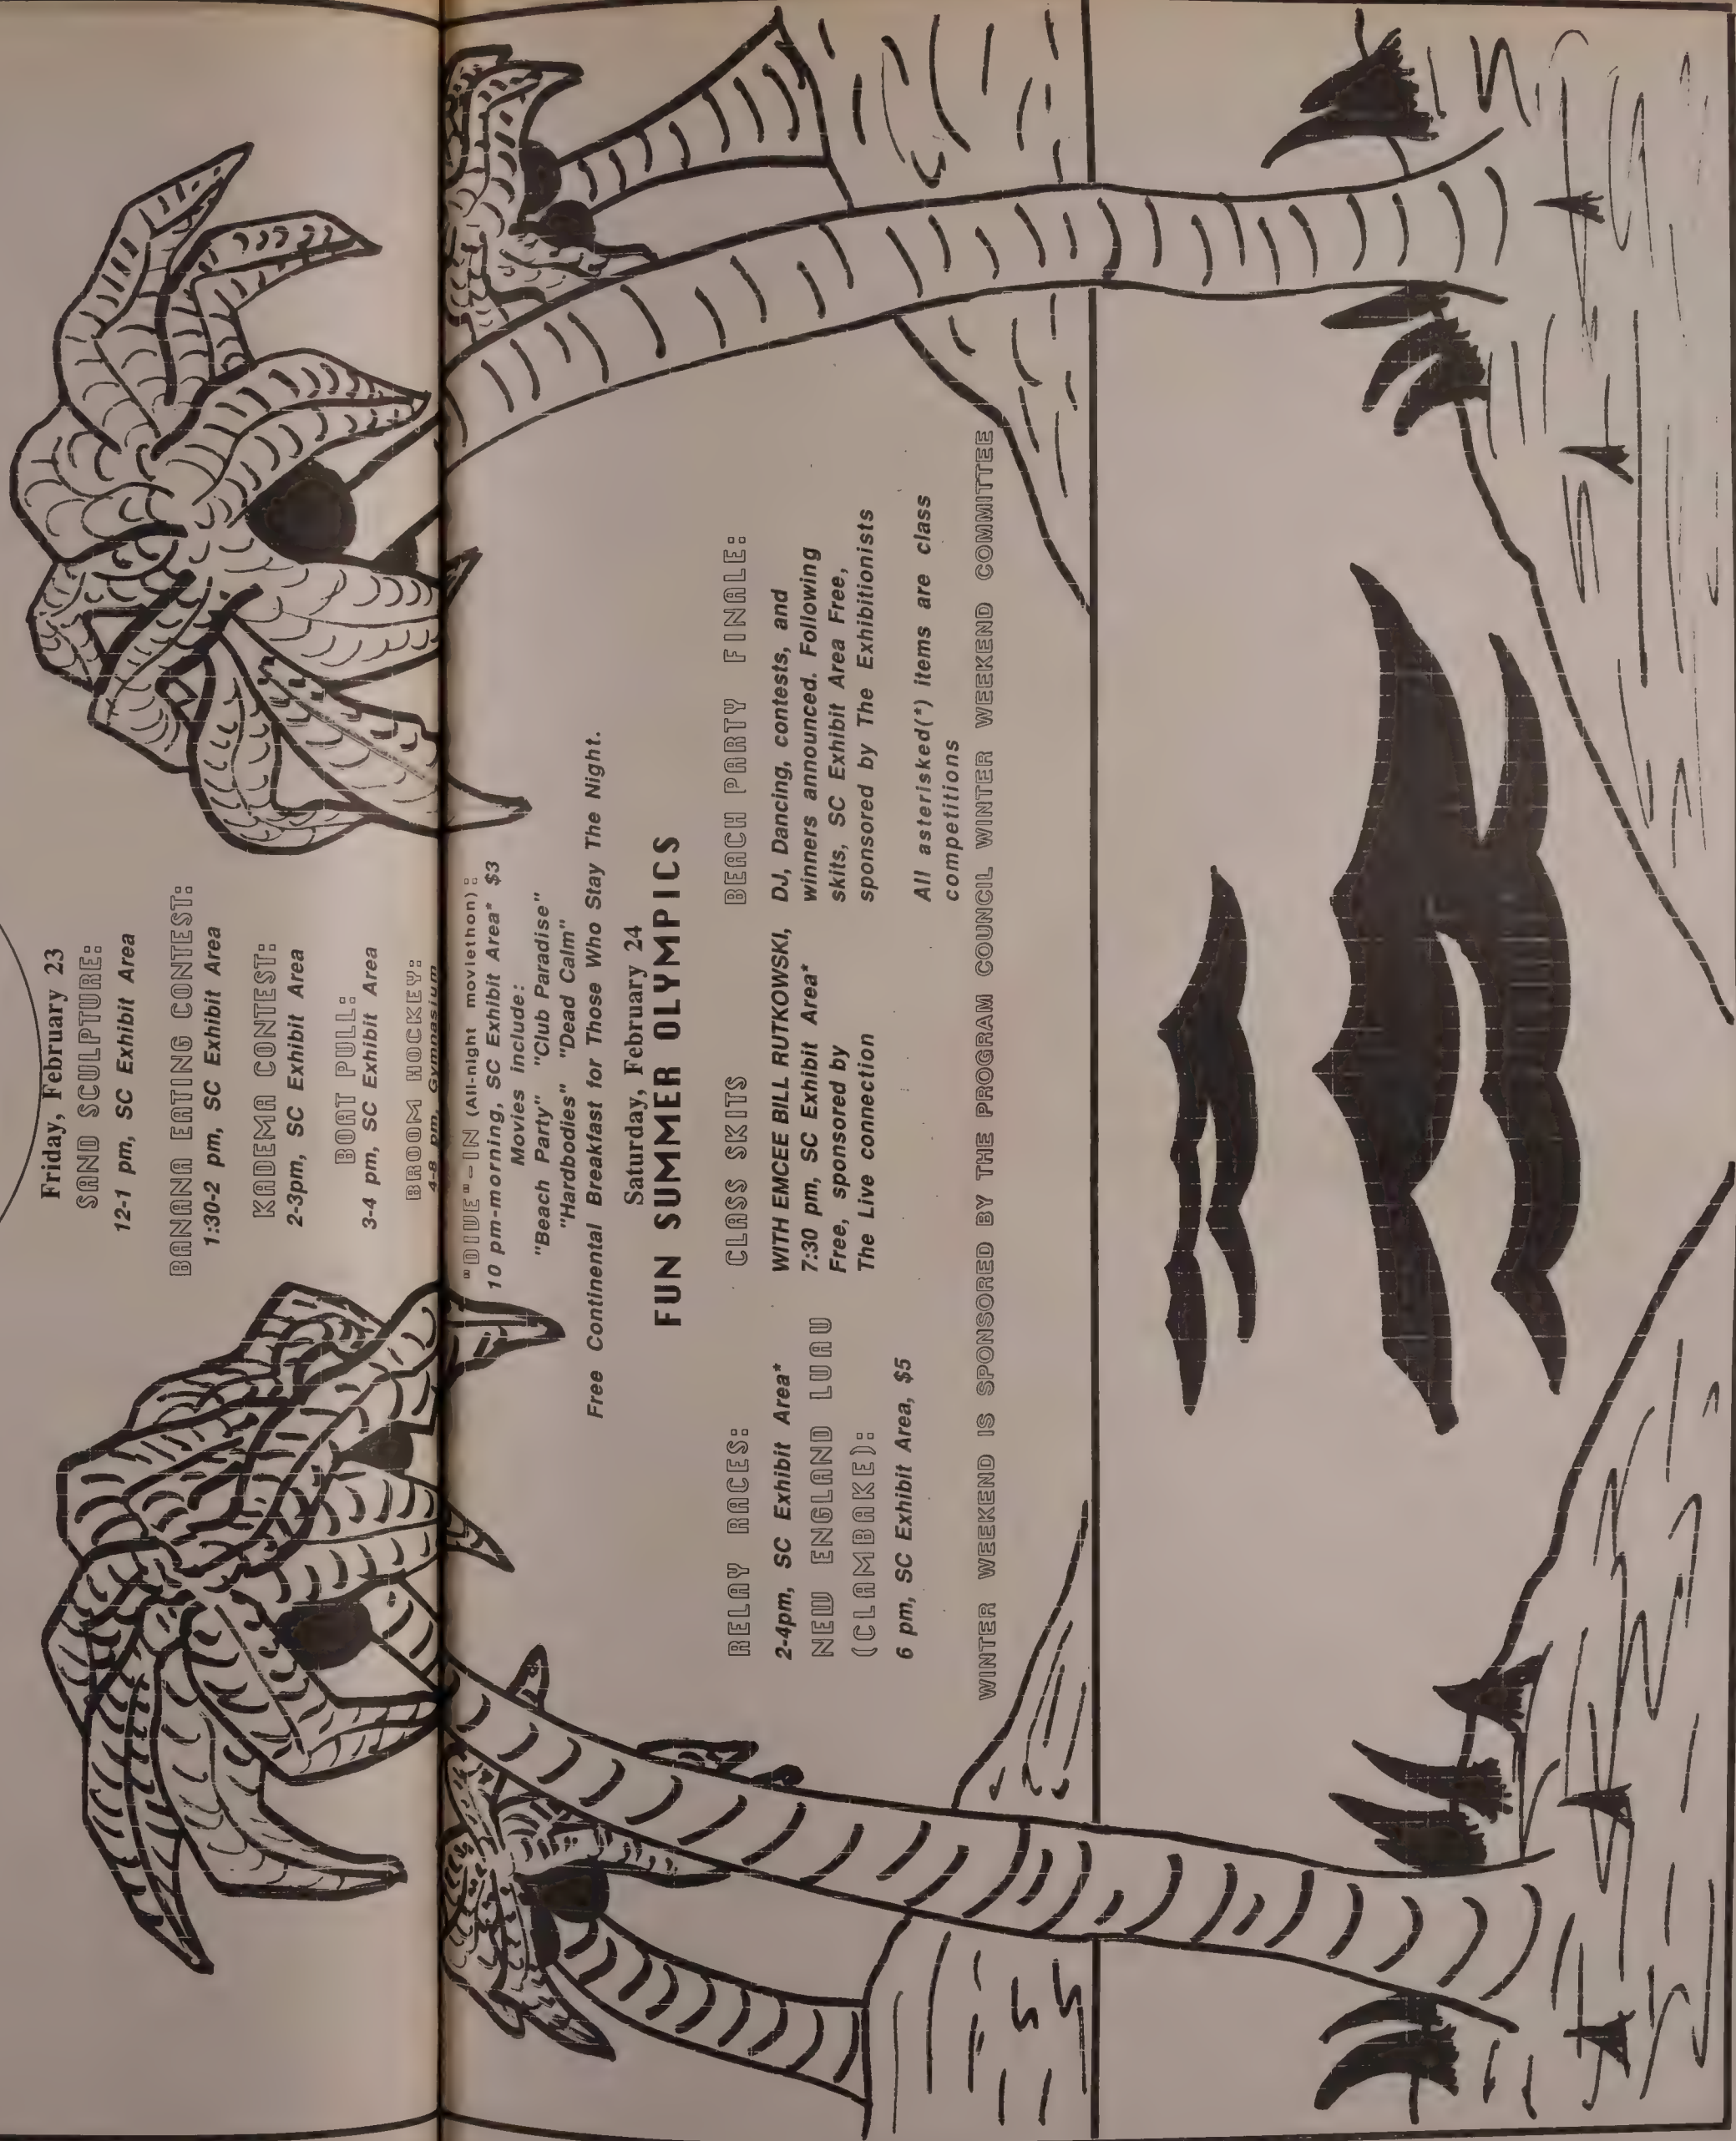 Friday, February 23
SAND SCULPTURE:
12-1 pm, SC Exhibit Area
BANANA EATING CONTEST:
1:30-2 pm, SC Exhibit Area
KADEMA CONTEST:
2-3pm, SC Exhibit Area
BOAT PULL:
3-4 pm, SC Exhibit Area
BROOM HOCKEY:
4-8 pm, Gymnasium
"DIVE"-IN (All-night moviethon):
10 pm-morning, SC Exhibit Area* $3
Movies include:
"Beach Party" "Club Paradise"
"Hardbodies" "Dead Calm"
Free Continental Breakfast for Those Who Stay The Night.
Saturday, February 24
FUN SUMMER OLYMPICS
RELAY RACES:
2-4pm, SC Exhibit Area*
NEW ENGLAND LUAU
(CLAMBAKE):
6 pm, SC Exhibit Area, $5
CLASS SKITS
WITH EMCEE BILL RUTKOWSKI,
7:30 pm, SC Exhibit Area*
Free, sponsored by
The Live connection
BEACH PARTY FINALE:
DJ, Dancing, contests, and
winners announced. Following
skits, SC Exhibit Area Free,
sponsored by The Exhibitionists
All asterisked(*) items are class
competitions
WINTER WEEKEND IS SPONSORED BY THE PROGRAM COUNCIL WINTER WEEKEND COMMITTEE